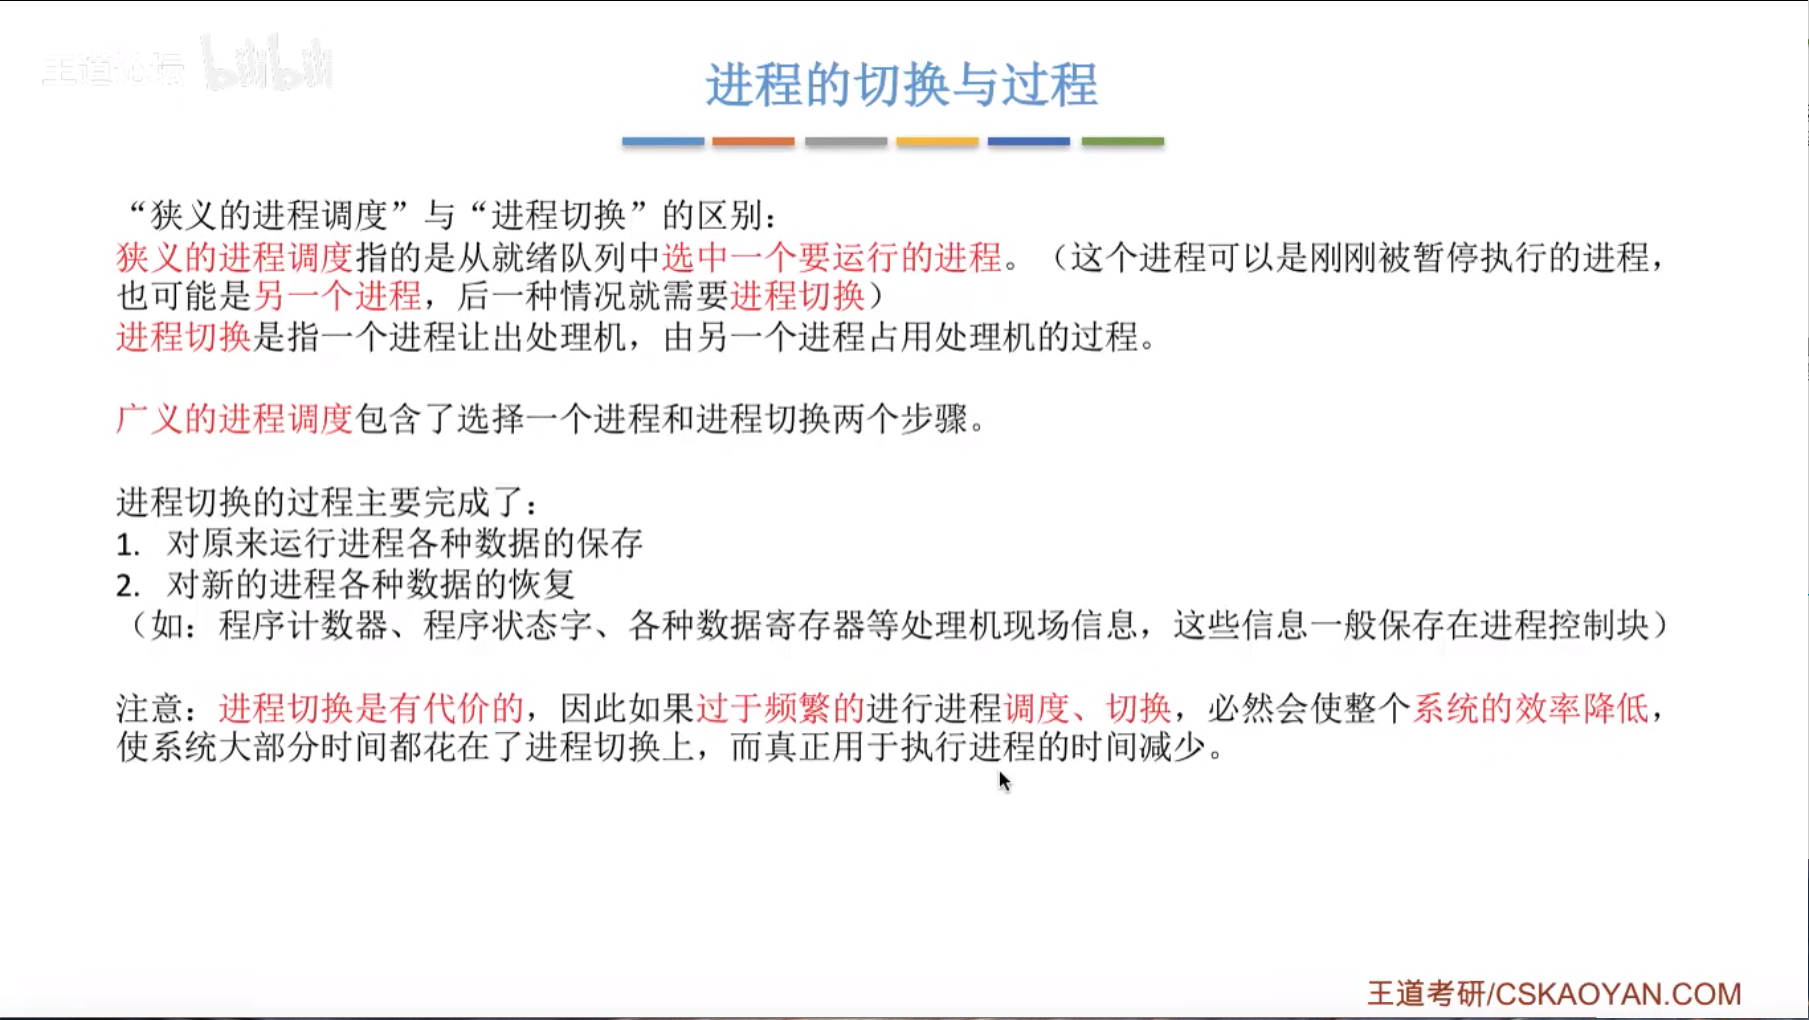 王道论坛 bilibili
进程的切换与过程
“狭义的进程调度”与“进程切换”的区别：
狭义的进程调度指的是从就绪队列中选中一个要运行的进程。（这个进程可以是刚刚被暂停执行的进程，
也可能是另一个进程，后一种情况就需要进程切换）
进程切换是指一个进程让出处理机，由另一个进程占用处理机的过程。
广义的进程调度包含了选择一个进程和进程切换两个步骤。
进程切换的过程主要完成了：
1. 对原来运行进程各种数据的保存
2. 对新的进程各种数据的恢复
（如：程序计数器、程序状态字、各种数据寄存器等处理机现场信息，这些信息一般保存在进程控制块）
注意：进程切换是有代价的，因此如果过于频繁的进行进程调度、切换，必然会使整个系统的效率降低，
使系统大部分时间都花在了进程切换上，而真正用于执行进程的时间减少。
王道考研/CSKAOYAN.COM